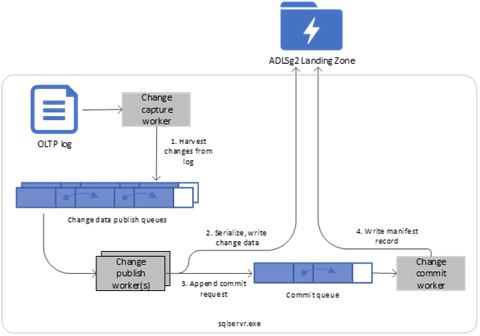 ADLSg2 Landing Zone
Change
capture
worker
OLTP log
1. Harvest
changes from
log
Change data publish queues
2. Serialize, write
change data
4. Write manifest
record
Change
publish
worker(s)
3. Append commit
request
Commit queue
Change
commit
worker
sqlservr.exe